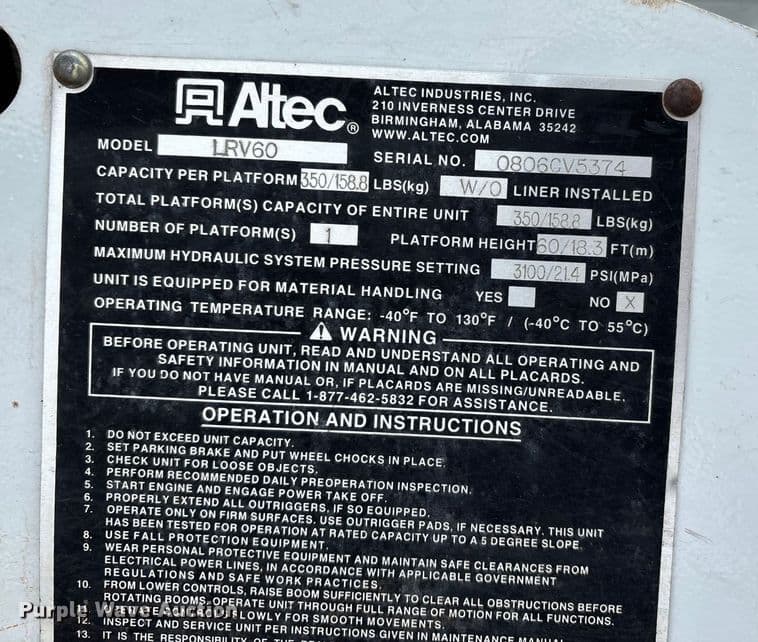 Altec®
ALTEC INDUSTRIES, INC.
210 INVERNESS CENTER DRIVE
BIRMINGHAM, ALABAMA 35242
WWW.ALTEC.COM
MODEL LRV60
SERIAL NO. 0806GV5374
CAPACITY PER PLATFORM 350/158.8 LBS(kg) W/O LINER INSTALLED
TOTAL PLATFORM(S) CAPACITY OF ENTIRE UNIT 350/158.8 LBS(kg)
NUMBER OF PLATFORM(S) 1 PLATFORM HEIGHT 60/18.3 FT(m)
MAXIMUM HYDRAULIC SYSTEM PRESSURE SETTING 3100/21.4 PSI(MPa)
UNIT IS EQUIPPED FOR MATERIAL HANDLING YES NO X
OPERATING TEMPERATURE RANGE: -40°F TO 130°F / (-40°C TO 55°C)
WARNING
BEFORE OPERATING UNIT, READ AND UNDERSTAND ALL OPERATING AND
SAFETY INFORMATION IN MANUAL AND ON ALL PLACARDS.
IF YOU DO NOT HAVE MANUAL OR, IF PLACARDS ARE MISSING/UNREADABLE.
PLEASE CALL 1-877-462-5832 FOR ASSISTANCE.
OPERATION AND INSTRUCTIONS
1. DO NOT EXCEED UNIT CAPACITY.
2. SET PARKING BRAKE AND PUT WHEEL CHOCKS IN PLACE.
3. CHECK UNIT FOR LOOSE OBJECTS.
4. PERFORM RECOMMENDED DAILY PREOPERATION INSPECTION.
5. START ENGINE AND ENGAGE POWER TAKE OFF.
6. PROPERLY EXTEND ALL OUTRIGGERS, IF SO EQUIPPED.
7. OPERATE ONLY ON FIRM SURFACES. USE OUTRIGGER PADS, IF NECESSARY. THIS UNIT
HAS BEEN TESTED FOR OPERATION AT RATED CAPACITY UP TO A 5 DEGREE SLOPE.
8. USE FALL PROTECTION EQUIPMENT.
9. WEAR PERSONAL PROTECTIVE EQUIPMENT AND MAINTAIN SAFE CLEARANCES FROM
ELECTRICAL POWER LINES, IN ACCORDANCE WITH APPLICABLE GOVERNMENT
REGULATIONS AND SAFE WORK PRACTICES.
10. FROM LOWER CONTROLS, RAISE BOOM SUFFICIENTLY TO CLEAR ALL OBSTRUCTIONS BEFORE
ROTATING BOOMS. OPERATE UNIT THROUGH FULL RANGE OF MOTION FOR ALL FUNCTIONS.
SLOWLY FOR SMOOTH MOVEMENTS.
12. INSPECT AND SERVICE UNIT PER INSTRUCTIONS GIVEN IN MAINTENANCE MANUAL
13. IT IS THE RESPONSIBILITY OF THE
Purple Wave Auction